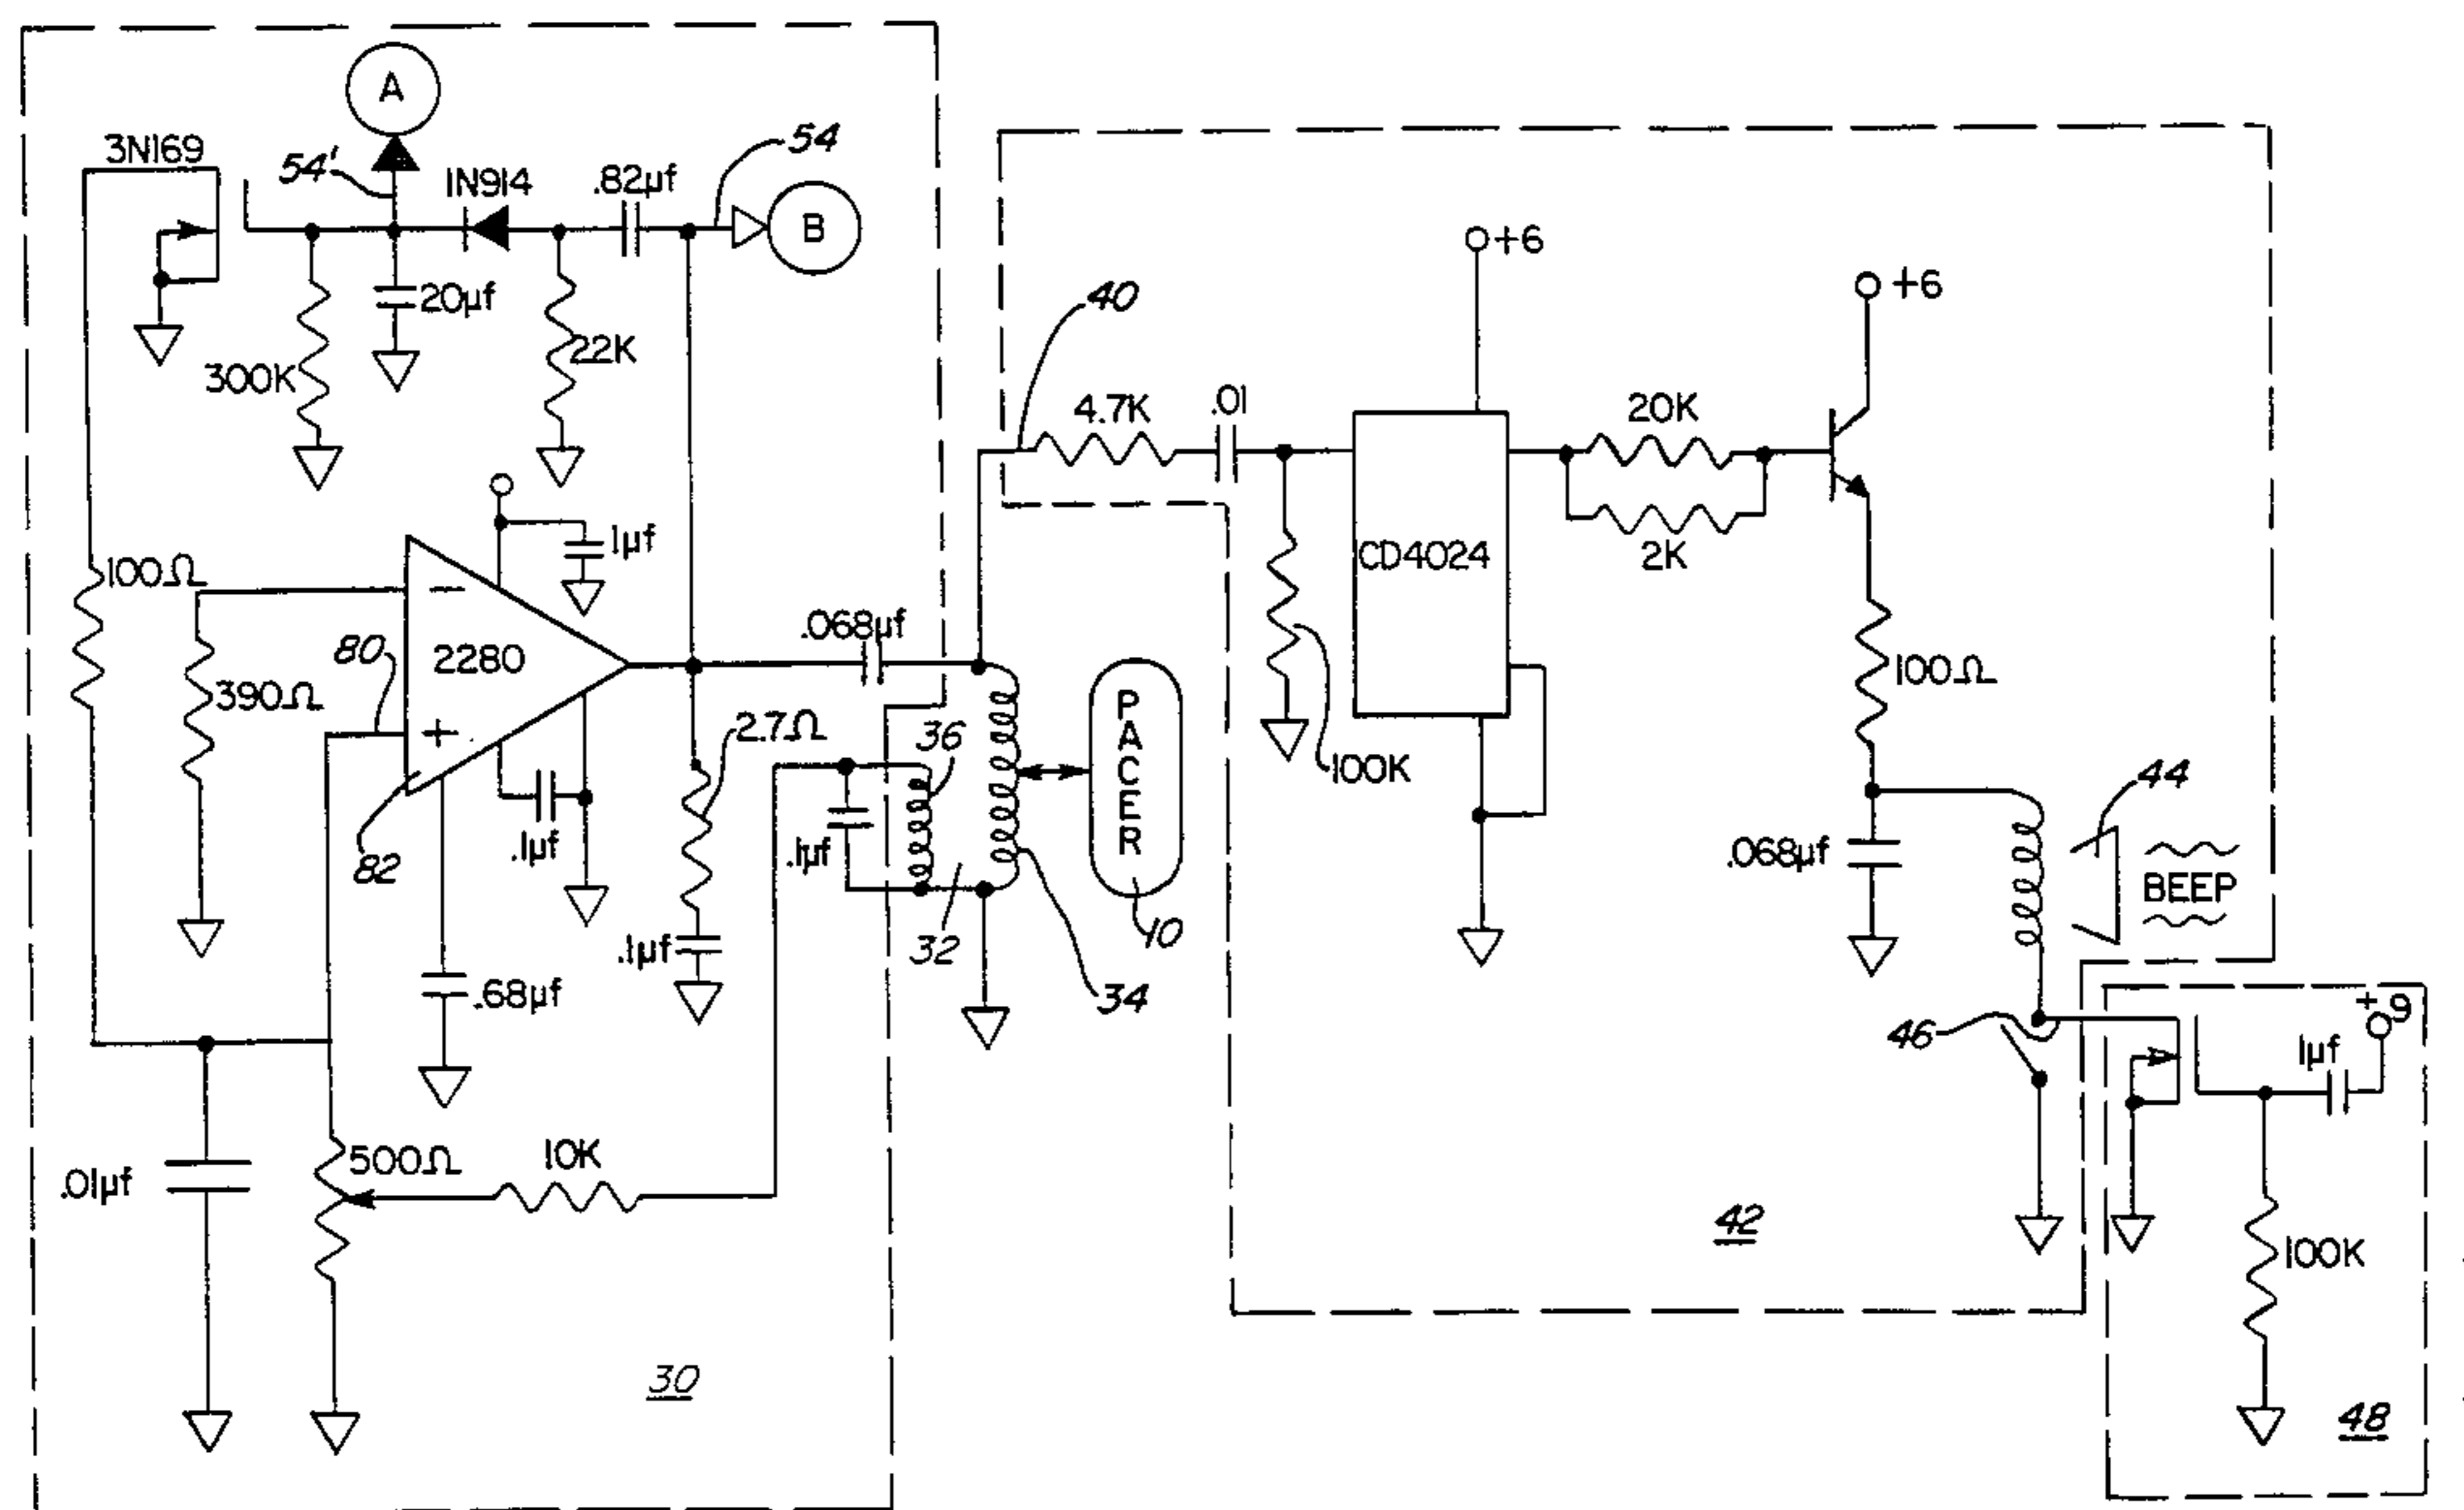 A
3N169
54'
1N914
.82µf
54
B
+6
+6
20µf
300K
22K
40
4.7K
.01
20K
2K
CD4024
1µf
100Ω
.068µf
80
2280
−
+
390Ω
2.7Ω
36
PACER
100K
100Ω
44
82
.1µf
.1µf
.068µf
BEEP
.1µf
32
10
34
.68µf
46
+9
1µf
500Ω
10K
.01µf
42
100K
30
48